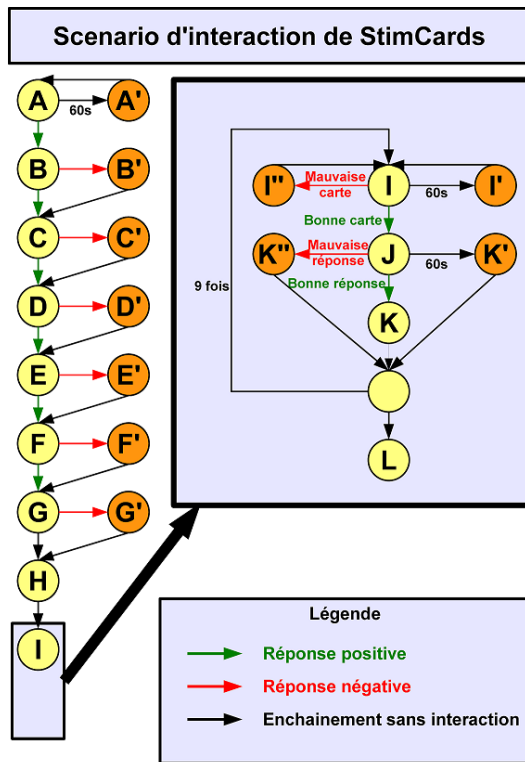 Scenario d'interaction de StimCards
A
A'
60s
B
B'
C
C'
D
D'
E
E'
F
F'
G
G'
H
I
I''
Mauvaise
carte
I
60s
I'
Bonne carte
K''
Mauvaise
réponse
J
60s
K'
9 fois
Bonne réponse
K
L
Légende
Réponse positive
Réponse négative
Enchainement sans interaction